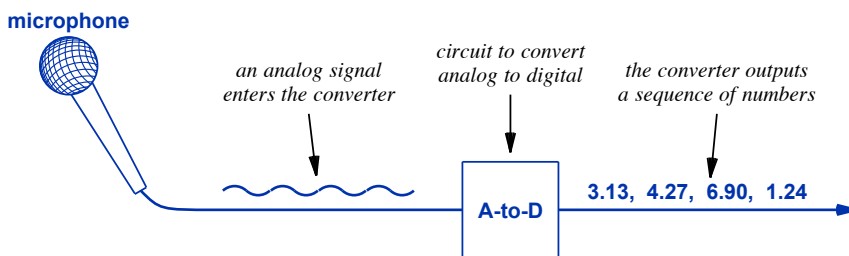 microphone
an analog signal
enters the converter
circuit to convert
analog to digital
the converter outputs
a sequence of numbers
A-to-D
3.13, 4.27, 6.90, 1.24